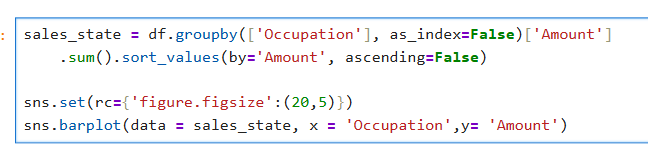 :
sales_state = df.groupby(['Occupation'], as_index=False)['Amount']
    .sum().sort_values(by='Amount', ascending=False)

sns.set(rc={'figure.figsize':(20,5)})
sns.barplot(data = sales_state, x = 'Occupation',y= 'Amount')